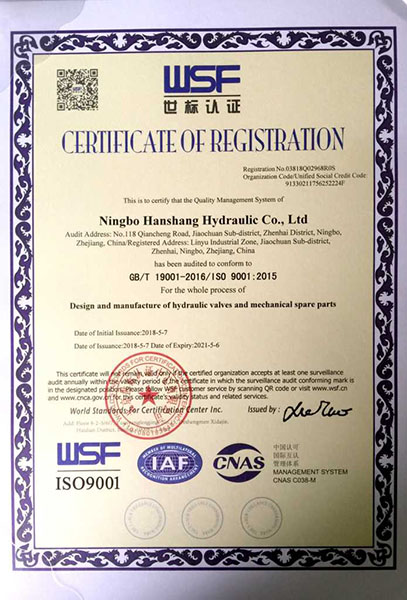 WSF
世标认证
CERTIFICATE OF REGISTRATION
Registration No:03818Q02968R0S
Organization Code/Unified Social Credit Code:
91330211756252224F
This is to certify that the Quality Management System of
Ningbo Hanshang Hydraulic Co., Ltd
Audit Address: No.118 Qiancheng Road, Jiaochuan Sub-district, Zhenhai District, Ningbo,
Zhejiang, China/Registered Address: Linyu Industrial Zone, Jiaochuan Sub-district,
Zhenhai, Ningbo, Zhejiang, China
has been audited to conform to
GB/T 19001-2016/ISO 9001:2015
For the whole process of
Design and manufacture of hydraulic valves and mechanical spare parts
Date of Initial Issuance:2018-5-7
Date of Issuance:2018-5-7 Date of Expiry:2021-5-6
This certificate will not remain valid only if the certified organization accepts at least one surveillance
audit annually within the validity period of the certificate in which the surveillance audit conforming mark is
in the designated position. Please allow WSF customer service by scanning QR code or visit www.wsf.cn
and www.cnca.gov.cn for this certificate's validity status and related services.
World Standards for Certification Center Inc.
Issued by:
WSF
ISO9001
MEMBER OF MULTILATERAL
RECOGNITION ARRANGEMENT
IAF
CNAS
中国认可
国际互认
管理体系
MANAGEMENT SYSTEM
CNAS C038-M